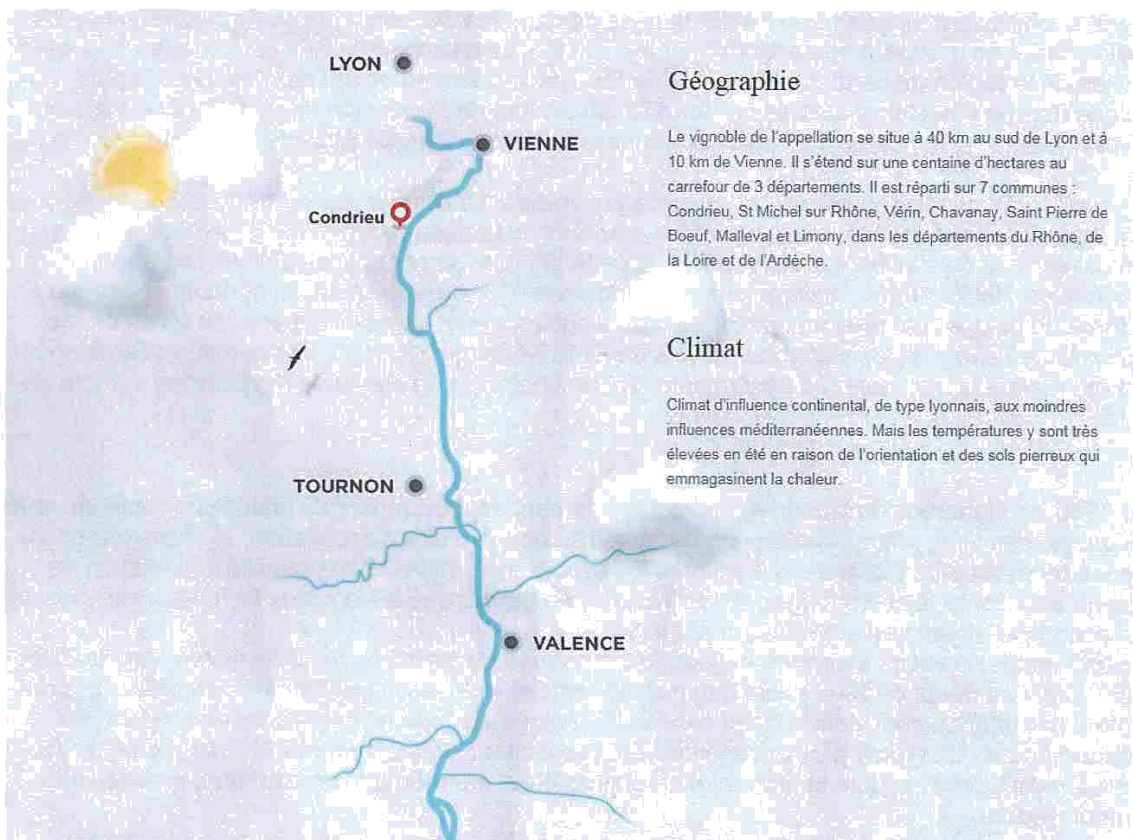 LYON
VIENNE
Condrieu
TOURNON
VALENCE
Géographie
Le vignoble de l'appellation se situe à 40 km au sud de Lyon et à
10 km de Vienne. Il s'étend sur une centaine d'hectares au
carrefour de 3 départements. Il est réparti sur 7 communes :
Condrieu, St Michel sur Rhône, Vérin, Chavanay, Saint Pierre de
Boeuf, Malleval et Limony, dans les départements du Rhône, de
la Loire et de l'Ardèche.
Climat
Climat d'influence continental, de type lyonnais, aux moindres
influences méditerranéennes. Mais les températures y sont très
élevées en été en raison de l'orientation et des sols pierreux qui
emmagasinent la chaleur.